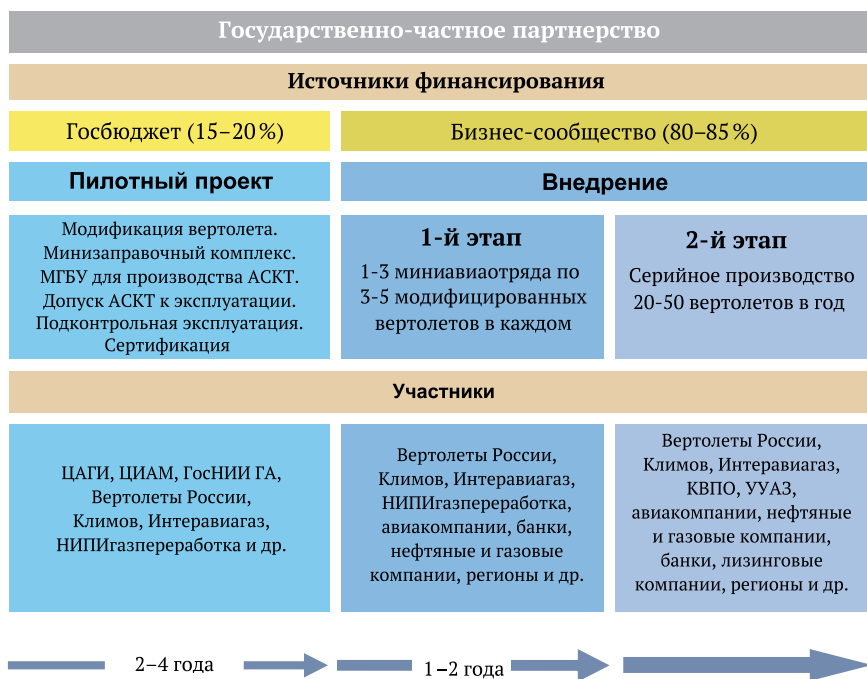 Государственно-частное партнерство
Источники финансирования
Госбюджет (15–20 %)
Бизнес-сообщество (80–85 %)
Пилотный проект
Внедрение
Модификация вертолета.
Минизаправочный комплекс.
МГБУ для производства АСКТ.
Допуск АСКТ к эксплуатации.
Подконтрольная эксплуатация.
Сертификация
1-й этап
1-3 миниавиаотряда по
3-5 модифицированных
вертолетов в каждом
2-й этап
Серийное производство
20-50 вертолетов в год
Участники
ЦАГИ, ЦИАМ, ГосНИИ ГА,
Вертолеты России,
Климов, Интеравиагаз,
НИПИгазпереработка и др.
Вертолеты России,
Климов, Интеравиагаз,
НИПИгазпереработка,
авиакомпании, банки,
нефтяные и газовые
компании, регионы и др.
Вертолеты России,
Климов, Интеравиагаз,
КВПО, УУАЗ,
авиакомпании, нефтяные
и газовые компании,
банки, лизинговые
компании, регионы и др.
2–4 года
1–2 года